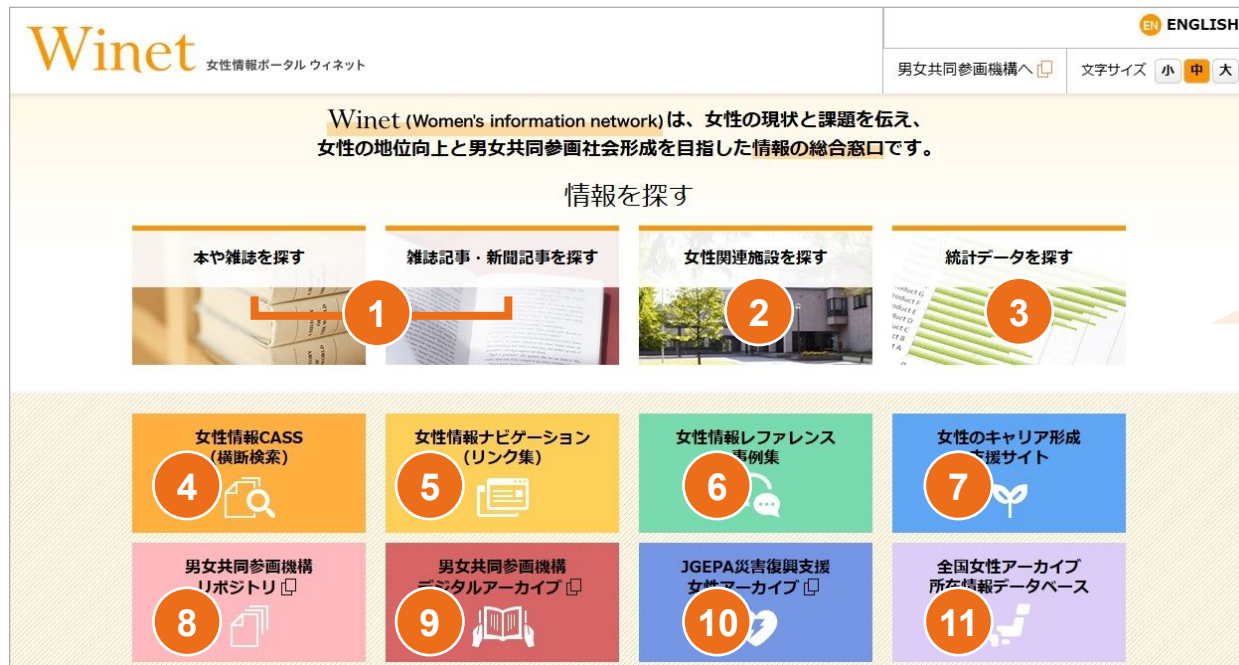 Winet 女性情報ポータル ウィネット
EN ENGLISH
男女共同参画機構へ
文字サイズ 小 中 大
Winet (Women's information network)は、女性の現状と課題を伝え、
女性の地位向上と男女共同参画社会形成を目指した情報の総合窓口です。
情報を探す
本や雑誌を探す
雑誌記事・新聞記事を探す
1
女性関連施設を探す
2
統計データを探す
3
女性情報CASS
(横断検索)
4
女性情報ナビゲーション
(リンク集)
5
女性情報レファレンス
事例集
6
女性のキャリア形成
支援サイト
7
男女共同参画機構
リポジトリ
8
男女共同参画機構
デジタルアーカイブ
9
JGEPA災害復興支援
女性アーカイブ
10
全国女性アーカイブ
所在情報データベース
11